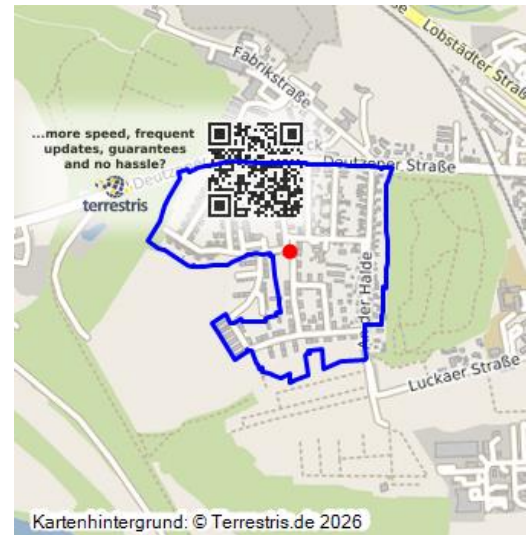 Lobstädter Straße
Fabrikstraße
...more speed, frequent
updates, guarantees
and no hassle?
terrestris
Deutzener Straße
An der Halde
Luckaer Straße
Kartenhintergrund: © Terrestris.de 2026